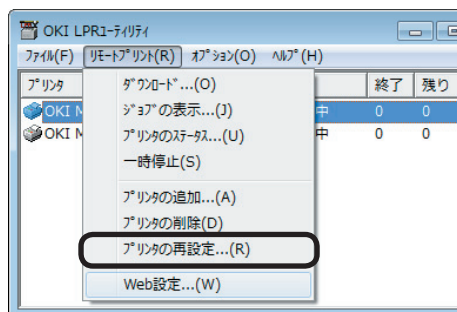 OKI LPRﾕｰﾃｨﾘﾃｨ
ﾌｧｲﾙ(F) ﾘﾓｰﾄﾌﾟﾘﾝﾄ(R) ｵﾌﾟｼｮﾝ(O) ﾍﾙﾌﾟ(H)
ﾌﾟﾘﾝﾀ 終了 残り
OKI 中 0 0
OKI 中 0 0
ﾀﾞｳﾝﾛｰﾄﾞ...(O)
ｼﾞｮﾌﾞの表示...(J)
ﾌﾟﾘﾝﾀのｽﾃｰﾀｽ...(U)
一時停止(S)
ﾌﾟﾘﾝﾀの追加...(A)
ﾌﾟﾘﾝﾀの削除(D)
ﾌﾟﾘﾝﾀの再設定...(R)
Web設定...(W)